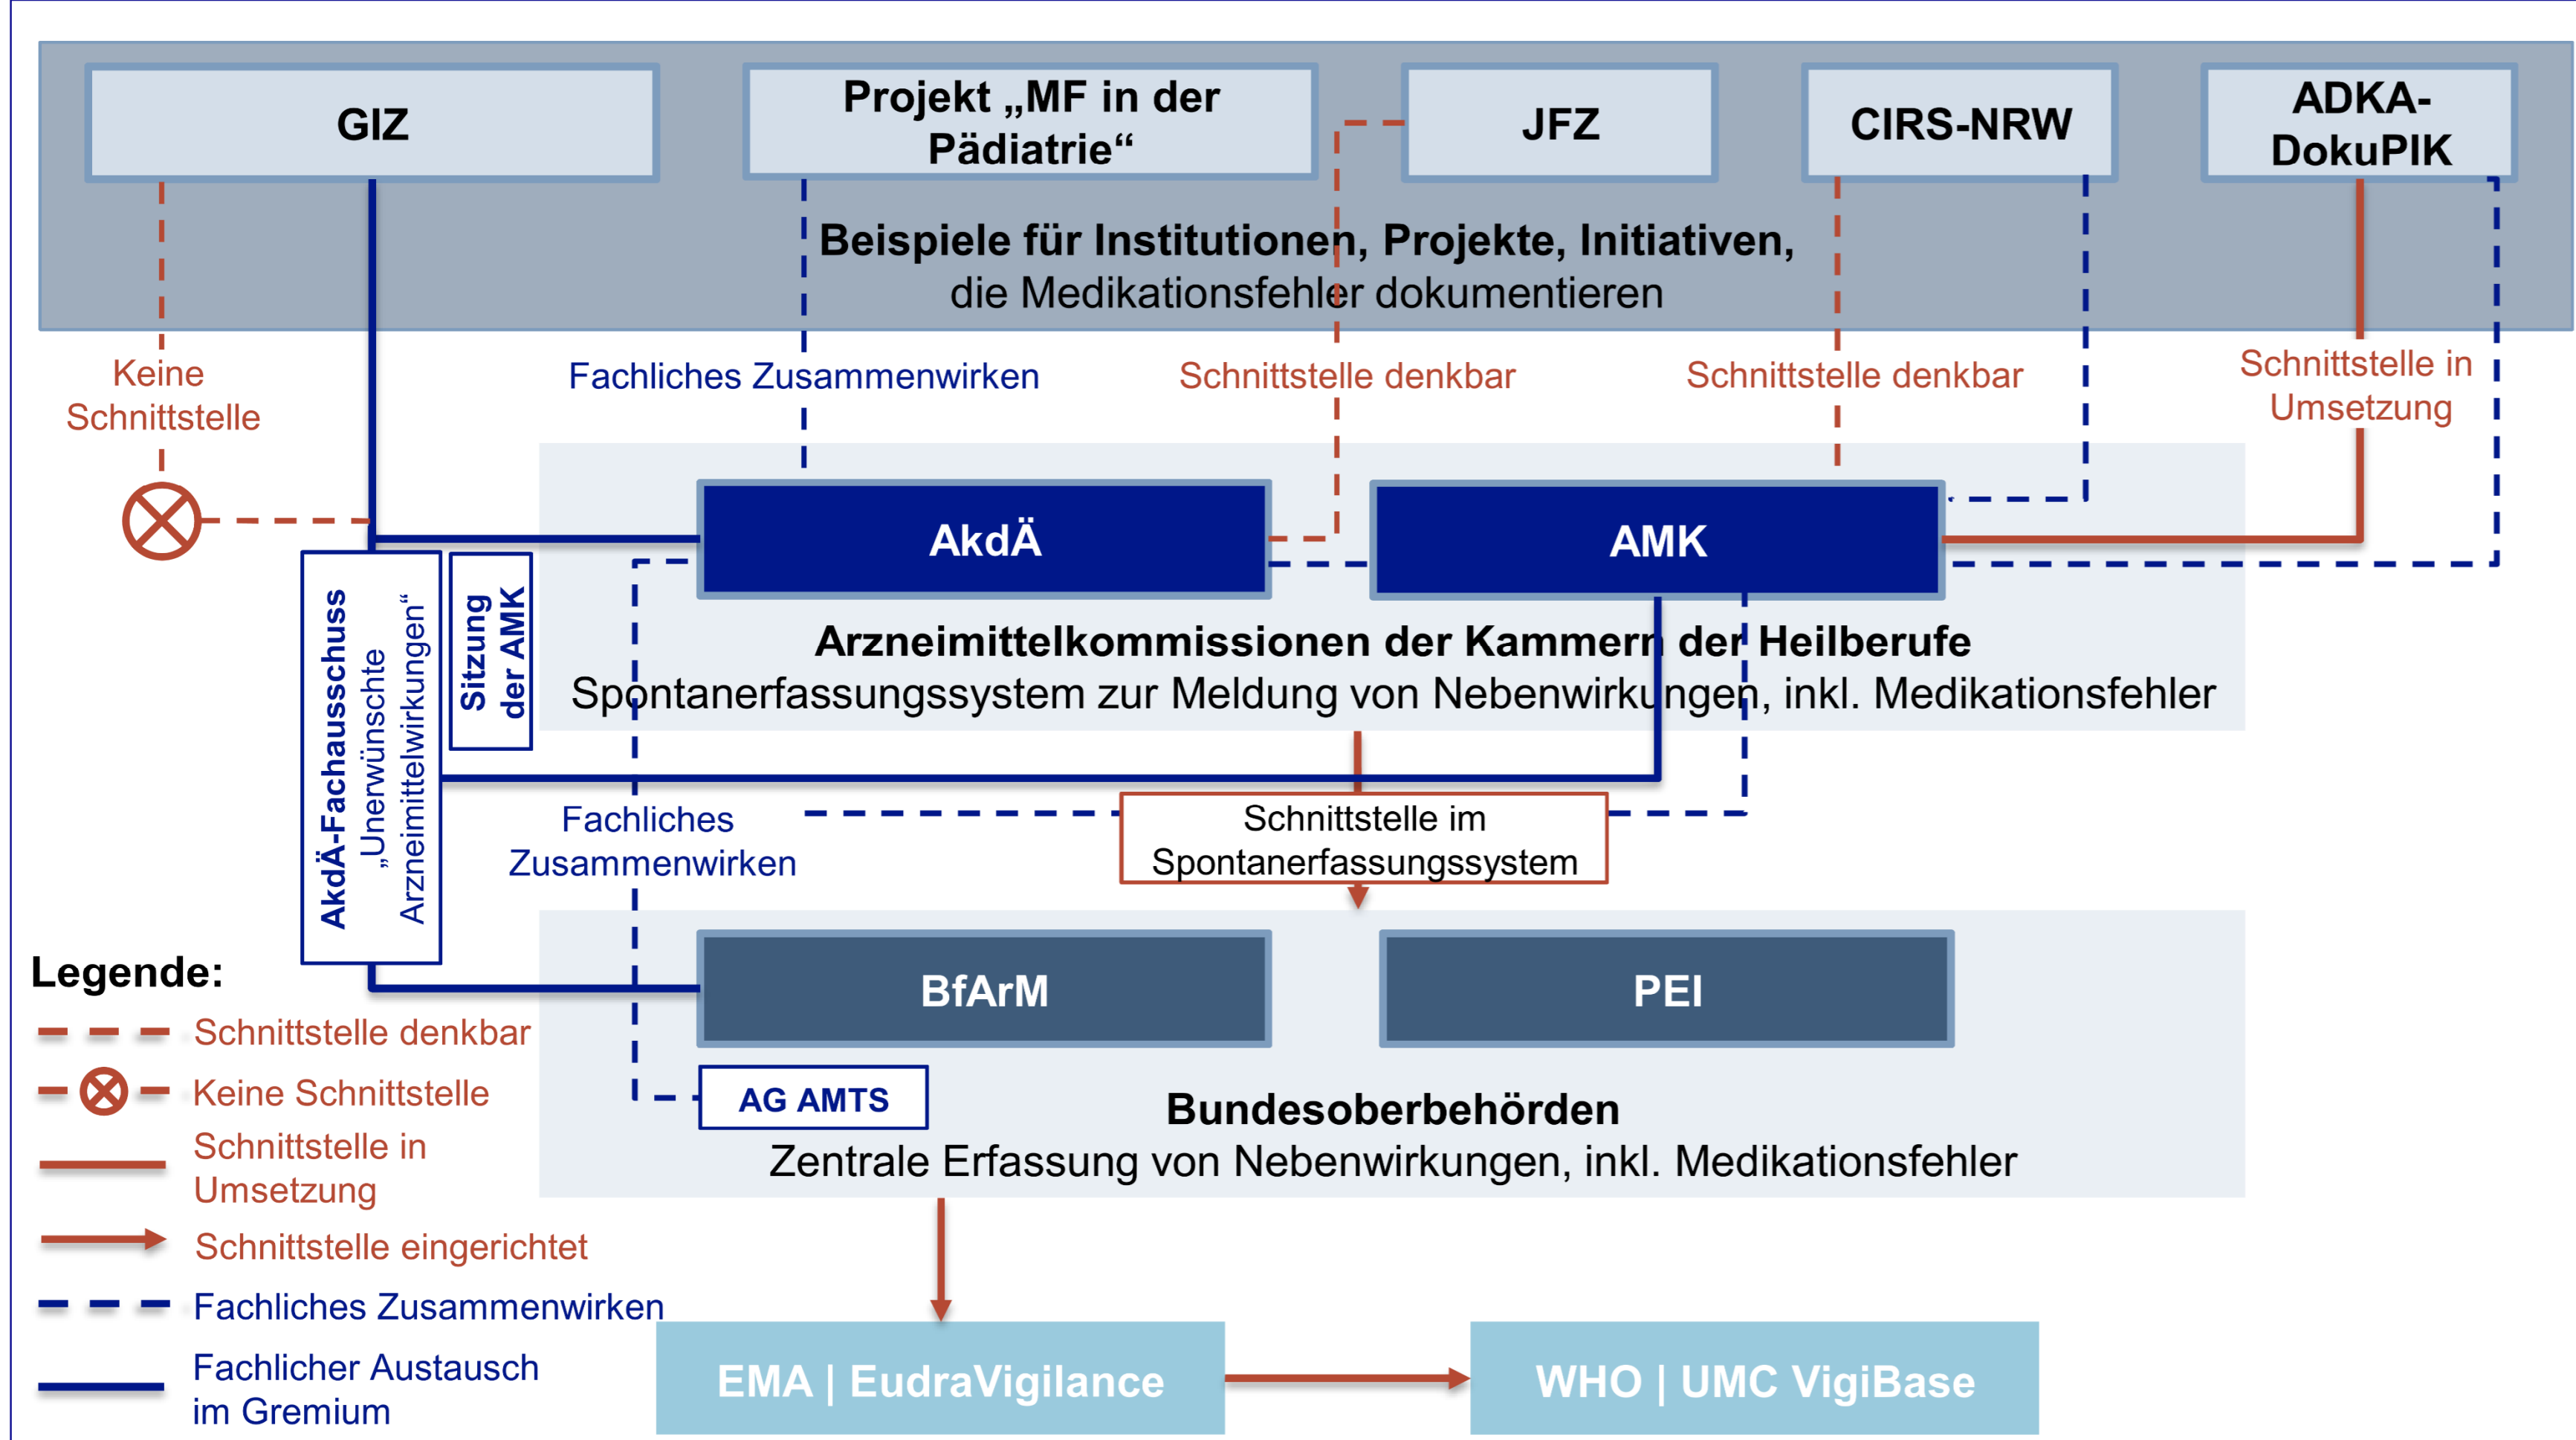 GIZ
Projekt „MF in der
Pädiatrie“
JFZ
CIRS-NRW
ADKA-
DokuPIK
Beispiele für Institutionen, Projekte, Initiativen,
die Medikationsfehler dokumentieren
Keine
Schnittstelle
Fachliches Zusammenwirken
Schnittstelle denkbar
Schnittstelle denkbar
Schnittstelle in
Umsetzung
AkdÄ
AMK
AkdÄ-Fachausschuss
„Unerwünschte
Arzneimittelwirkungen“
Sitzung
der AMK
Arzneimittelkommissionen der Kammern der Heilberufe
Spontanerfassungssystem zur Meldung von Nebenwirkungen, inkl. Medikationsfehler
Fachliches
Zusammenwirken
Schnittstelle im
Spontanerfassungssystem
BfArM
PEI
AG AMTS
Bundesoberbehörden
Zentrale Erfassung von Nebenwirkungen, inkl. Medikationsfehler
Legende:
Schnittstelle denkbar
Keine Schnittstelle
Schnittstelle in
Umsetzung
Schnittstelle eingerichtet
Fachliches Zusammenwirken
Fachlicher Austausch
im Gremium
EMA | EudraVigilance
WHO | UMC VigiBase